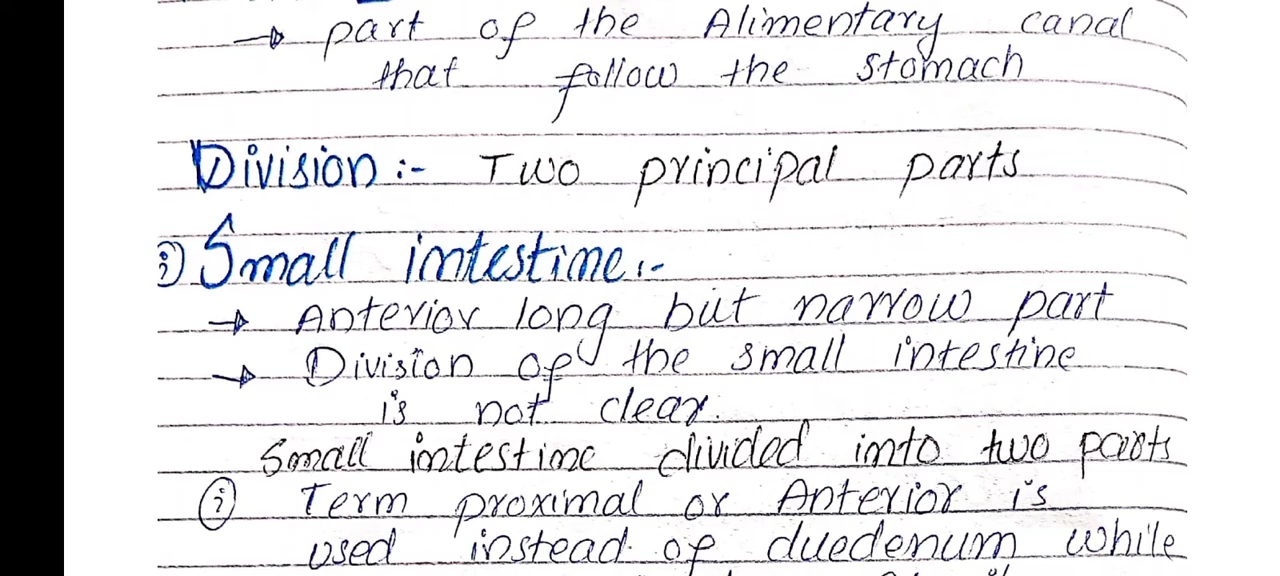 → part of the Alimentary canal
that follow the stomach
Division :- Two principal parts
i) Small intestine :-
→ Anterior long but narrow part
→ Division of the small intestine
is not clear.
Small intestine divided into two parts
i Term proximal or Anterior is
used instead of duedenum while